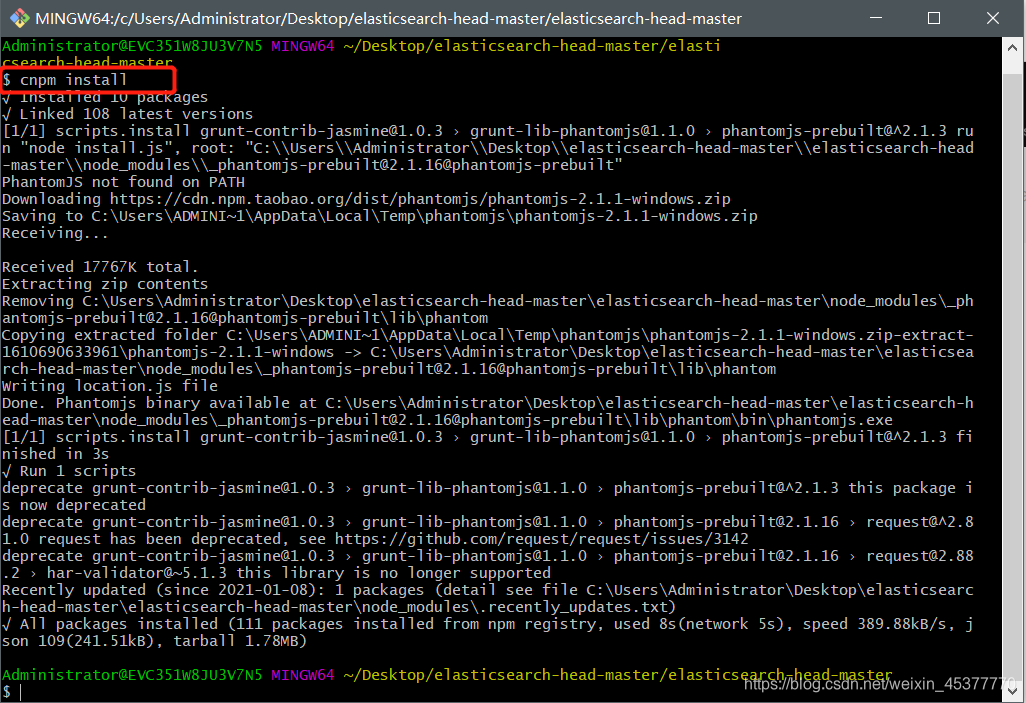 MINGW64:/c/Users/Administrator/Desktop/elasticsearch-head-master/elasticsearch-head-master
Administrator@EVC351W8JU3V7N5 MINGW64 ~/Desktop/elasticsearch-head-master/elasti
csearch-head-master
$ cnpm install
√ Installed 10 packages
√ Linked 108 latest versions
[1/1] scripts.install grunt-contrib-jasmine@1.0.3 › grunt-lib-phantomjs@1.1.0 › phantomjs-prebuilt@^2.1.3 ru
n "node install.js", root: "C:\\Users\\Administrator\\Desktop\\elasticsearch-head-master\\elasticsearch-head
-master\\node_modules\\_phantomjs-prebuilt@2.1.16@phantomjs-prebuilt"
PhantomJS not found on PATH
Downloading https://cdn.npm.taobao.org/dist/phantomjs/phantomjs-2.1.1-windows.zip
Saving to C:\Users\ADMINI~1\AppData\Local\Temp\phantomjs\phantomjs-2.1.1-windows.zip
Receiving...
Received 17767K total.
Extracting zip contents
Removing C:\Users\Administrator\Desktop\elasticsearch-head-master\elasticsearch-head-master\node_modules\_ph
antomjs-prebuilt@2.1.16@phantomjs-prebuilt\lib\phantom
Copying extracted folder C:\Users\ADMINI~1\AppData\Local\Temp\phantomjs\phantomjs-2.1.1-windows.zip-extract-
1610690633961\phantomjs-2.1.1-windows -> C:\Users\Administrator\Desktop\elasticsearch-head-master\elasticsea
rch-head-master\node_modules\_phantomjs-prebuilt@2.1.16@phantomjs-prebuilt\lib\phantom
Writing location.js file
Done. Phantomjs binary available at C:\Users\Administrator\Desktop\elasticsearch-head-master\elasticsearch-h
ead-master\node_modules\_phantomjs-prebuilt@2.1.16@phantomjs-prebuilt\lib\phantom\bin\phantomjs.exe
[1/1] scripts.install grunt-contrib-jasmine@1.0.3 › grunt-lib-phantomjs@1.1.0 › phantomjs-prebuilt@^2.1.3 fi
nished in 3s
√ Run 1 scripts
deprecate grunt-contrib-jasmine@1.0.3 › grunt-lib-phantomjs@1.1.0 › phantomjs-prebuilt@^2.1.3 this package i
s now deprecated
deprecate grunt-contrib-jasmine@1.0.3 › grunt-lib-phantomjs@1.1.0 › phantomjs-prebuilt@2.1.16 › request@^2.8
1.0 request has been deprecated, see https://github.com/request/request/issues/3142
deprecate grunt-contrib-jasmine@1.0.3 › grunt-lib-phantomjs@1.1.0 › phantomjs-prebuilt@2.1.16 › request@2.88
.2 › har-validator@~5.1.3 this library is no longer supported
Recently updated (since 2021-01-08): 1 packages (detail see file C:\Users\Administrator\Desktop\elasticsearc
h-head-master\elasticsearch-head-master\node_modules\.recently_updates.txt)
√ All packages installed (111 packages installed from npm registry, used 8s(network 5s), speed 389.88kB/s, j
son 109(241.51kB), tarball 1.78MB)
Administrator@EVC351W8JU3V7N5 MINGW64 ~/Desktop/elasticsearch-head-master/elasticsearch-head-master
$
https://blog.csdn.net/weixin_45377770